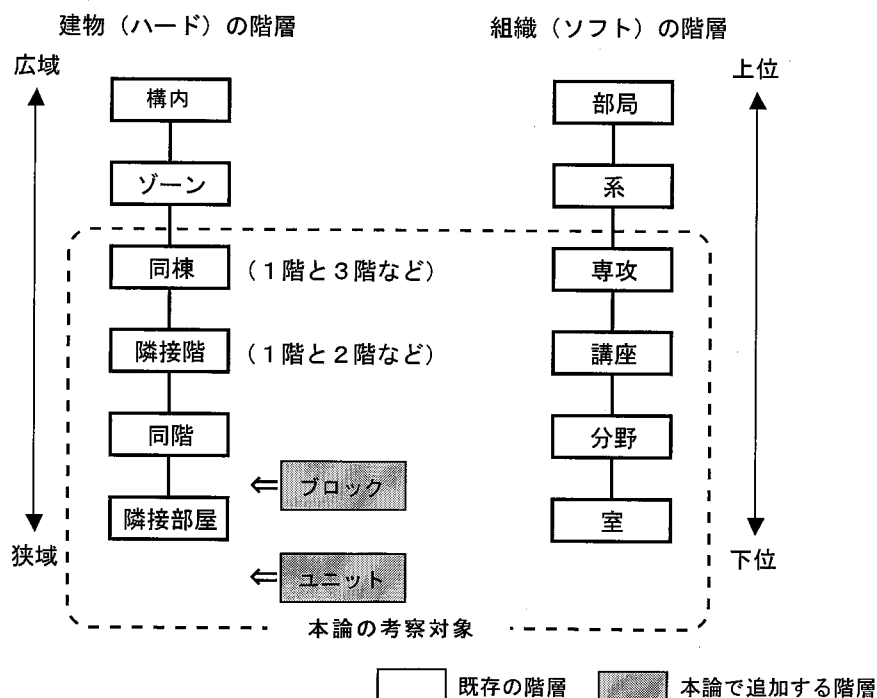 建物（ハード）の階層
組織（ソフト）の階層
広域
上位
構内
部局
ゾーン
系
同棟
（１階と３階など）
専攻
隣接階
（１階と２階など）
講座
同階
分野
⇐
ブロック
隣接部屋
室
狭域
下位
⇐
ユニット
本論の考察対象
既存の階層
本論で追加する階層